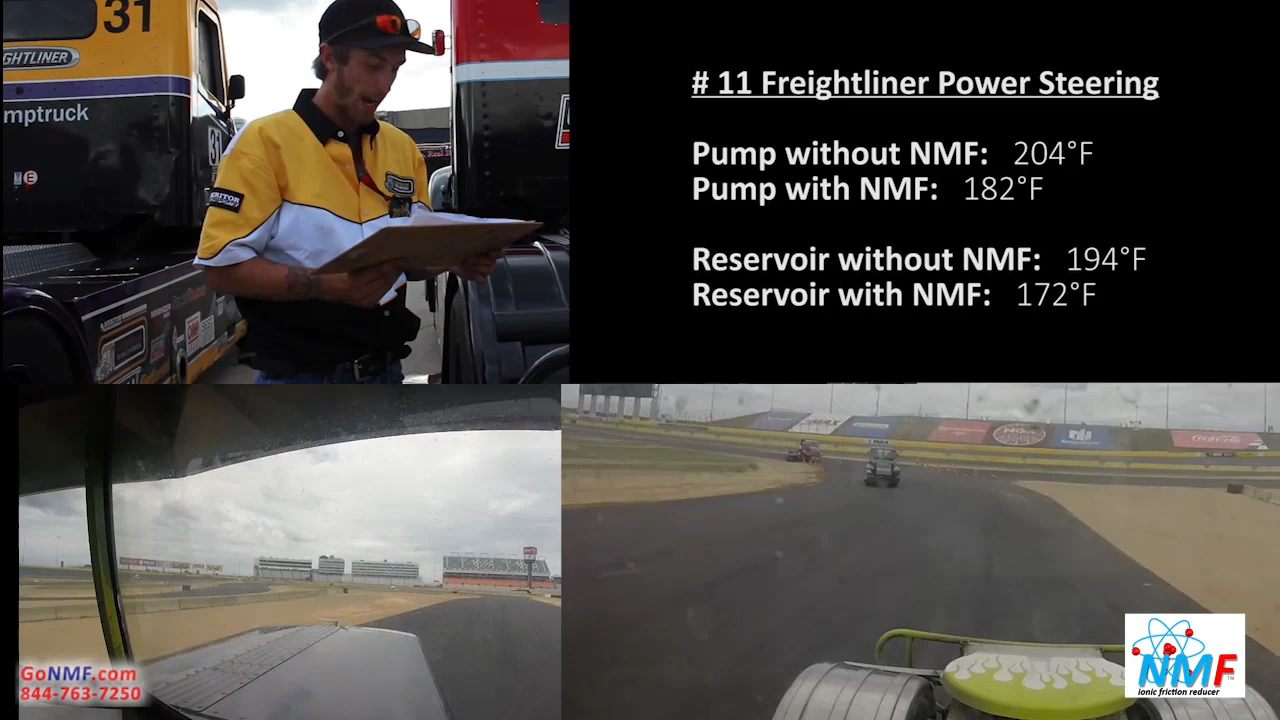 31
GHTLINER
mptruck
31
E
# 11 Freightliner Power Steering
Pump without NMF: 204°F
Pump with NMF: 182°F
Reservoir without NMF: 194°F
Reservoir with NMF: 172°F
GoNMF.com
844-763-7250
NMF
ionic friction reducer